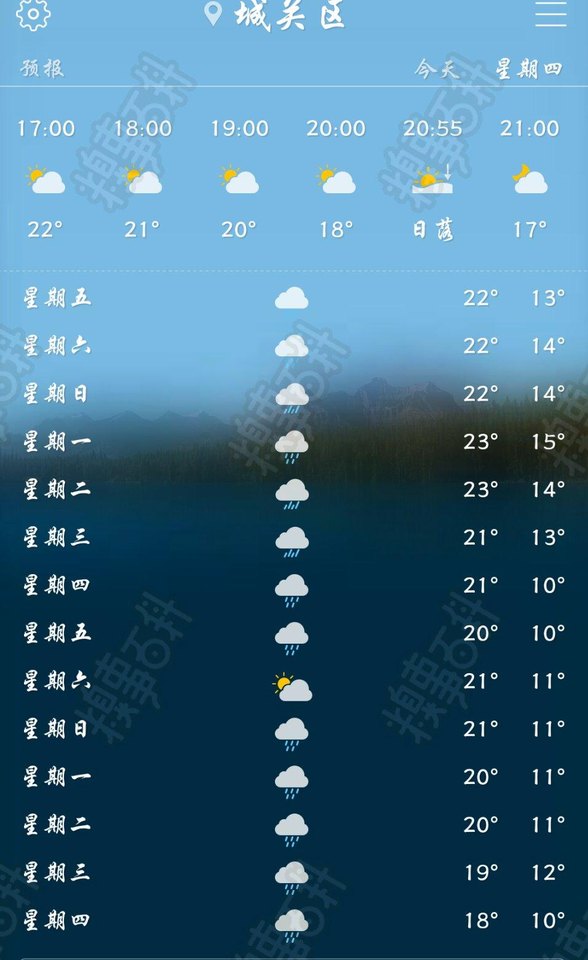 城关区
预报 今天 星期四
17:00 18:00 19:00 20:00 20:55 21:00
22° 21° 20° 18° 日落 17°
星期五 22° 13°
星期六 22° 14°
星期日 22° 14°
星期一 23° 15°
星期二 23° 14°
星期三 21° 13°
星期四 21° 10°
星期五 20° 10°
星期六 21° 11°
星期日 21° 11°
星期一 20° 11°
星期二 20° 11°
星期三 19° 12°
星期四 18° 10°